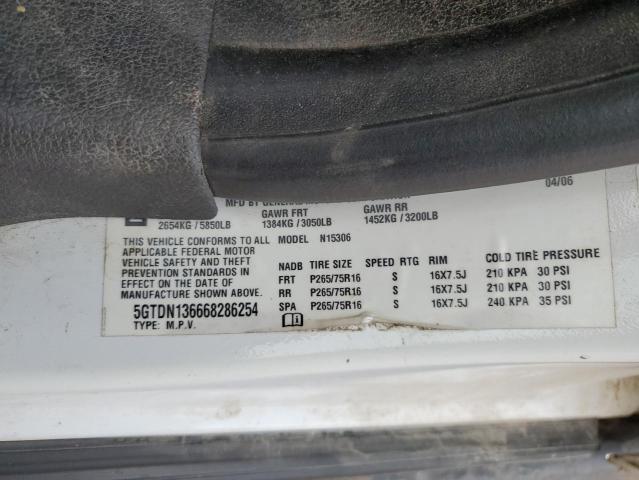 MFD BY GENERAL
04/06
GAWR FRT GAWR RR
2654KG / 5850LB 1384KG / 3050LB 1452KG / 3200LB
THIS VEHICLE CONFORMS TO ALL MODEL N15306
APPLICABLE FEDERAL MOTOR
VEHICLE SAFETY AND THEFT
PREVENTION STANDARDS IN
EFFECT ON THE DATE OF
MANUFACTURE SHOWN ABOVE.
5GTDN136668286254
TYPE: M.P.V.
NADB TIRE SIZE SPEED RTG RIM COLD TIRE PRESSURE
FRT P265/75R16 S 16X7.5J 210 KPA 30 PSI
RR P265/75R16 S 16X7.5J 210 KPA 30 PSI
SPA P265/75R16 S 16X7.5J 240 KPA 35 PSI